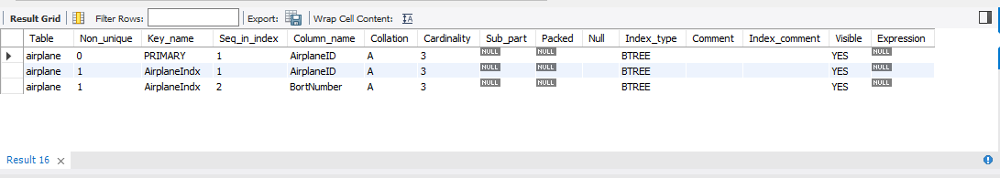 Result Grid Filter Rows: Export: Wrap Cell Content:
Table Non_unique Key_name Seq_in_index Column_name Collation Cardinality Sub_part Packed Null Index_type Comment Index_comment Visible Expression
airplane 0 PRIMARY 1 AirplaneID A 3 NULL NULL BTREE YES NULL
airplane 1 AirplaneIndx 1 AirplaneID A 3 NULL NULL BTREE YES NULL
airplane 1 AirplaneIndx 2 BortNumber A 3 NULL NULL BTREE YES NULL
Result 16